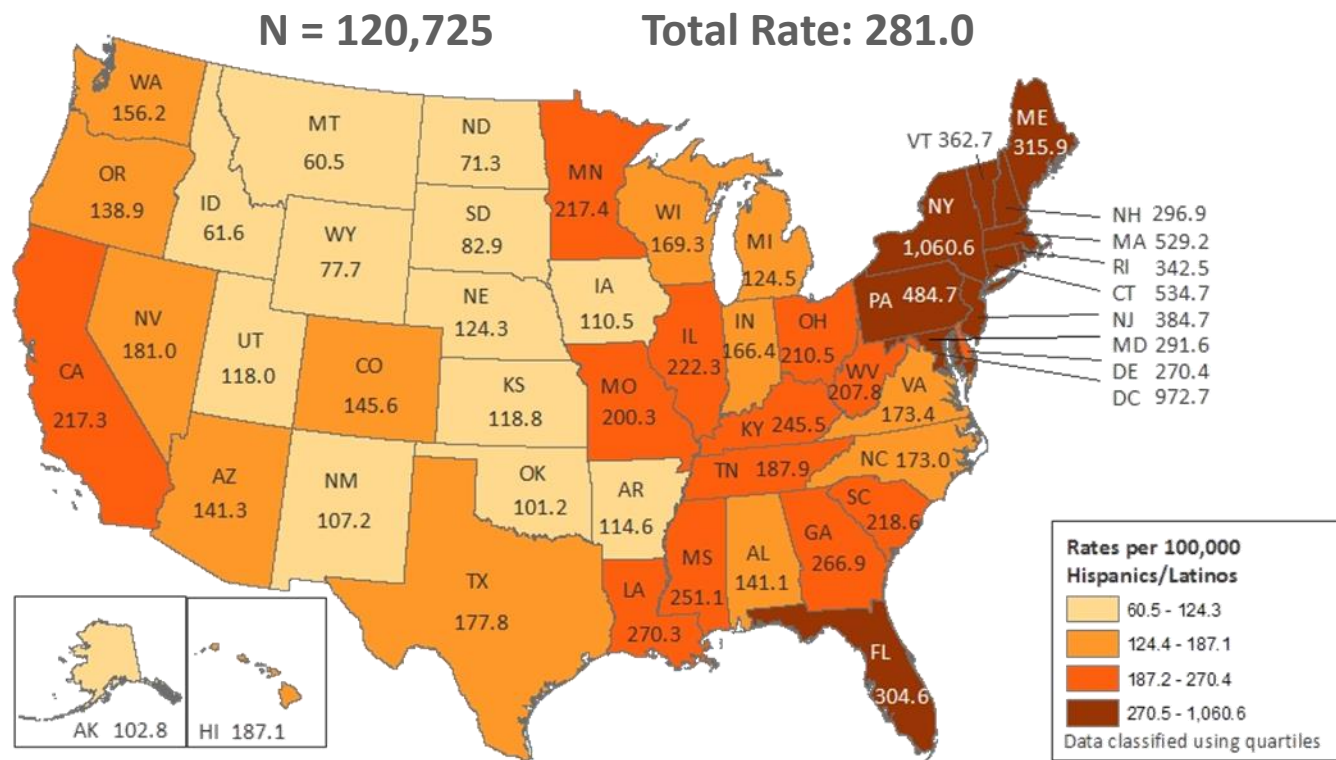 N = 120,725 Total Rate: 281.0
WA
156.2
OR
138.9
ID
61.6
MT
60.5
ND
71.3
MN
217.4
SD
82.9
WY
77.7
WI
169.3
MI
124.5
NE
124.3
IA
110.5
NV
181.0
UT
118.0
CO
145.6
CA
217.3
KS
118.8
MO
200.3
IL
222.3
IN
166.4
OH
210.5
WV
207.8
VA
173.4
KY 245.5
NC 173.0
TN 187.9
AZ
141.3
NM
107.2
OK
101.2
AR
114.6
SC
218.6
MS
251.1
AL
141.1
GA
266.9
TX
177.8
LA
270.3
FL
304.6
VT 362.7
ME
315.9
NY
1,060.6
PA 484.7
NH 296.9
MA 529.2
RI 342.5
CT 534.7
NJ 384.7
MD 291.6
DE 270.4
DC 972.7
AK 102.8
HI 187.1
Rates per 100,000
Hispanics/Latinos
60.5 - 124.3
124.4 - 187.1
187.2 - 270.4
270.5 - 1,060.6
Data classified using quartiles